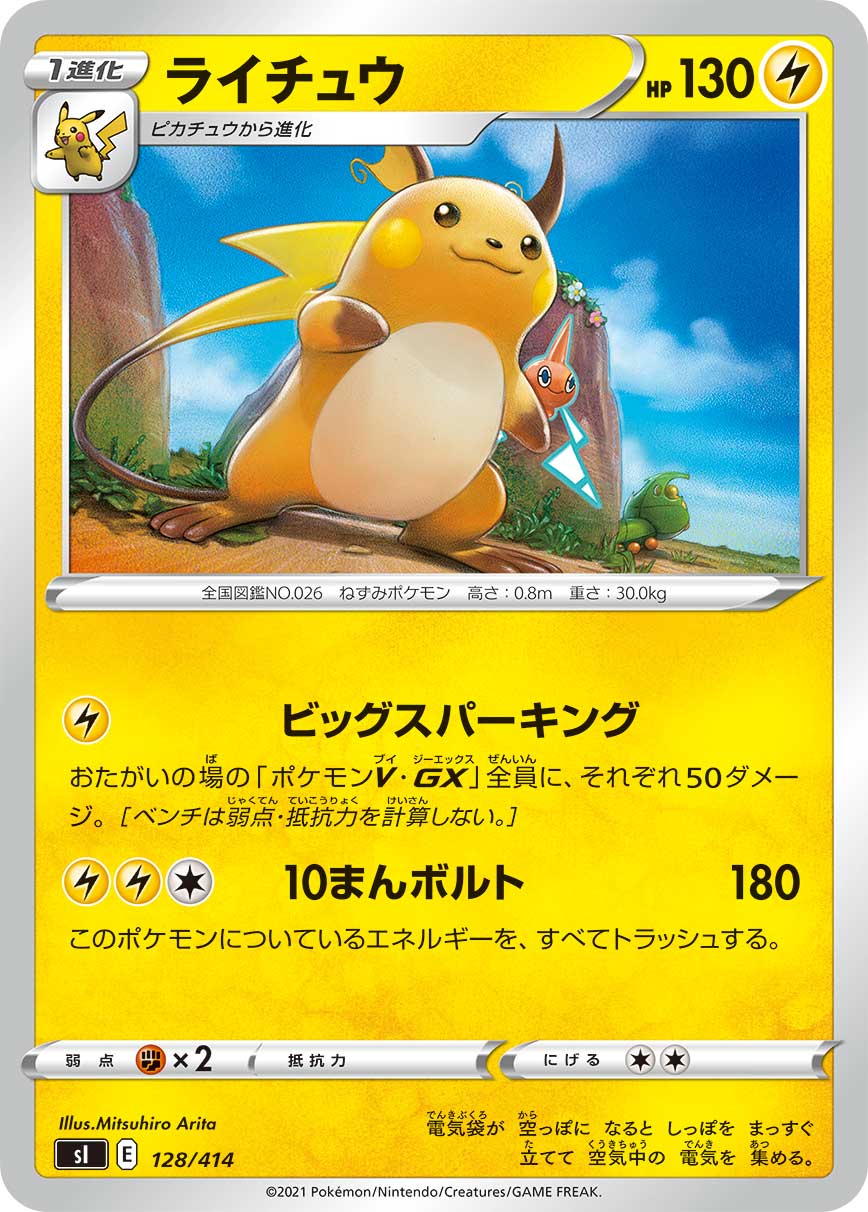 1進化
ライチュウ
HP 130
ピカチュウから進化
全国図鑑NO.026 ねずみポケモン 高さ:0.8m 重さ:30.0kg
ビッグスパーキング
おたがいの場の「ポケモンV・GX」全員に、それぞれ50ダメー
ジ。[ベンチは弱点・抵抗力を計算しない。]
10まんボルト 180
このポケモンについているエネルギーを、すべてトラッシュする。
弱点 ×2 抵抗力 にげる
Illus.Mitsuhiro Arita
電気袋が 空っぽに なると しっぽを まっすぐ
立てて 空気中の 電気を 集める。
sI E 128/414
©2021 Pokémon/Nintendo/Creatures/GAME FREAK.